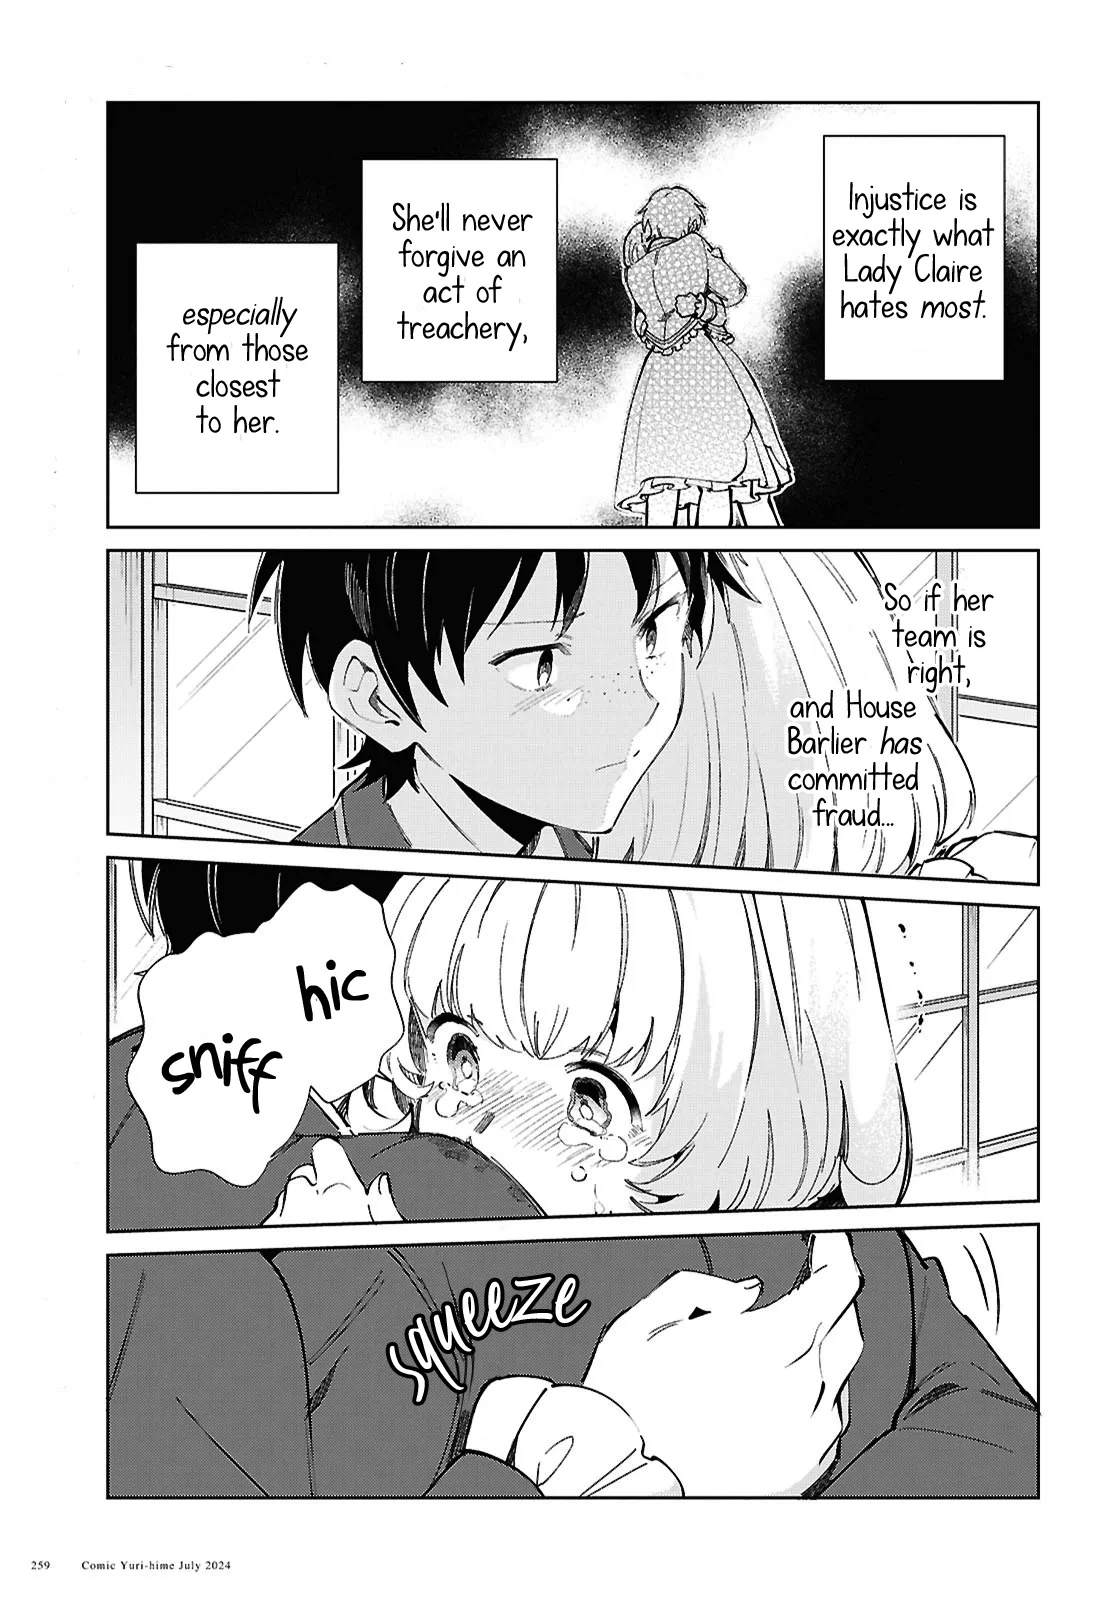 Injustice is
exactly what
Lady Claire
hates most.
She'll never
forgive an
act of
treachery,
especially
from those
closest
to her.
So if her
team is
right,
and House
Barlier has
committed
fraud...
hic
sniff
squeeze
259 Comic Yuri-hime July 2024